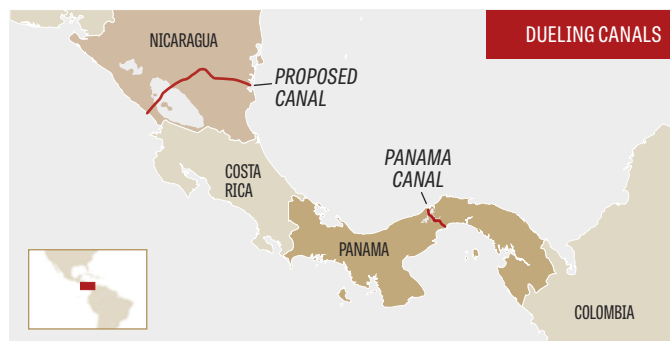 DUELING CANALS
NICARAGUA
PROPOSED
CANAL
COSTA
RICA
PANAMA
CANAL
PANAMA
COLOMBIA